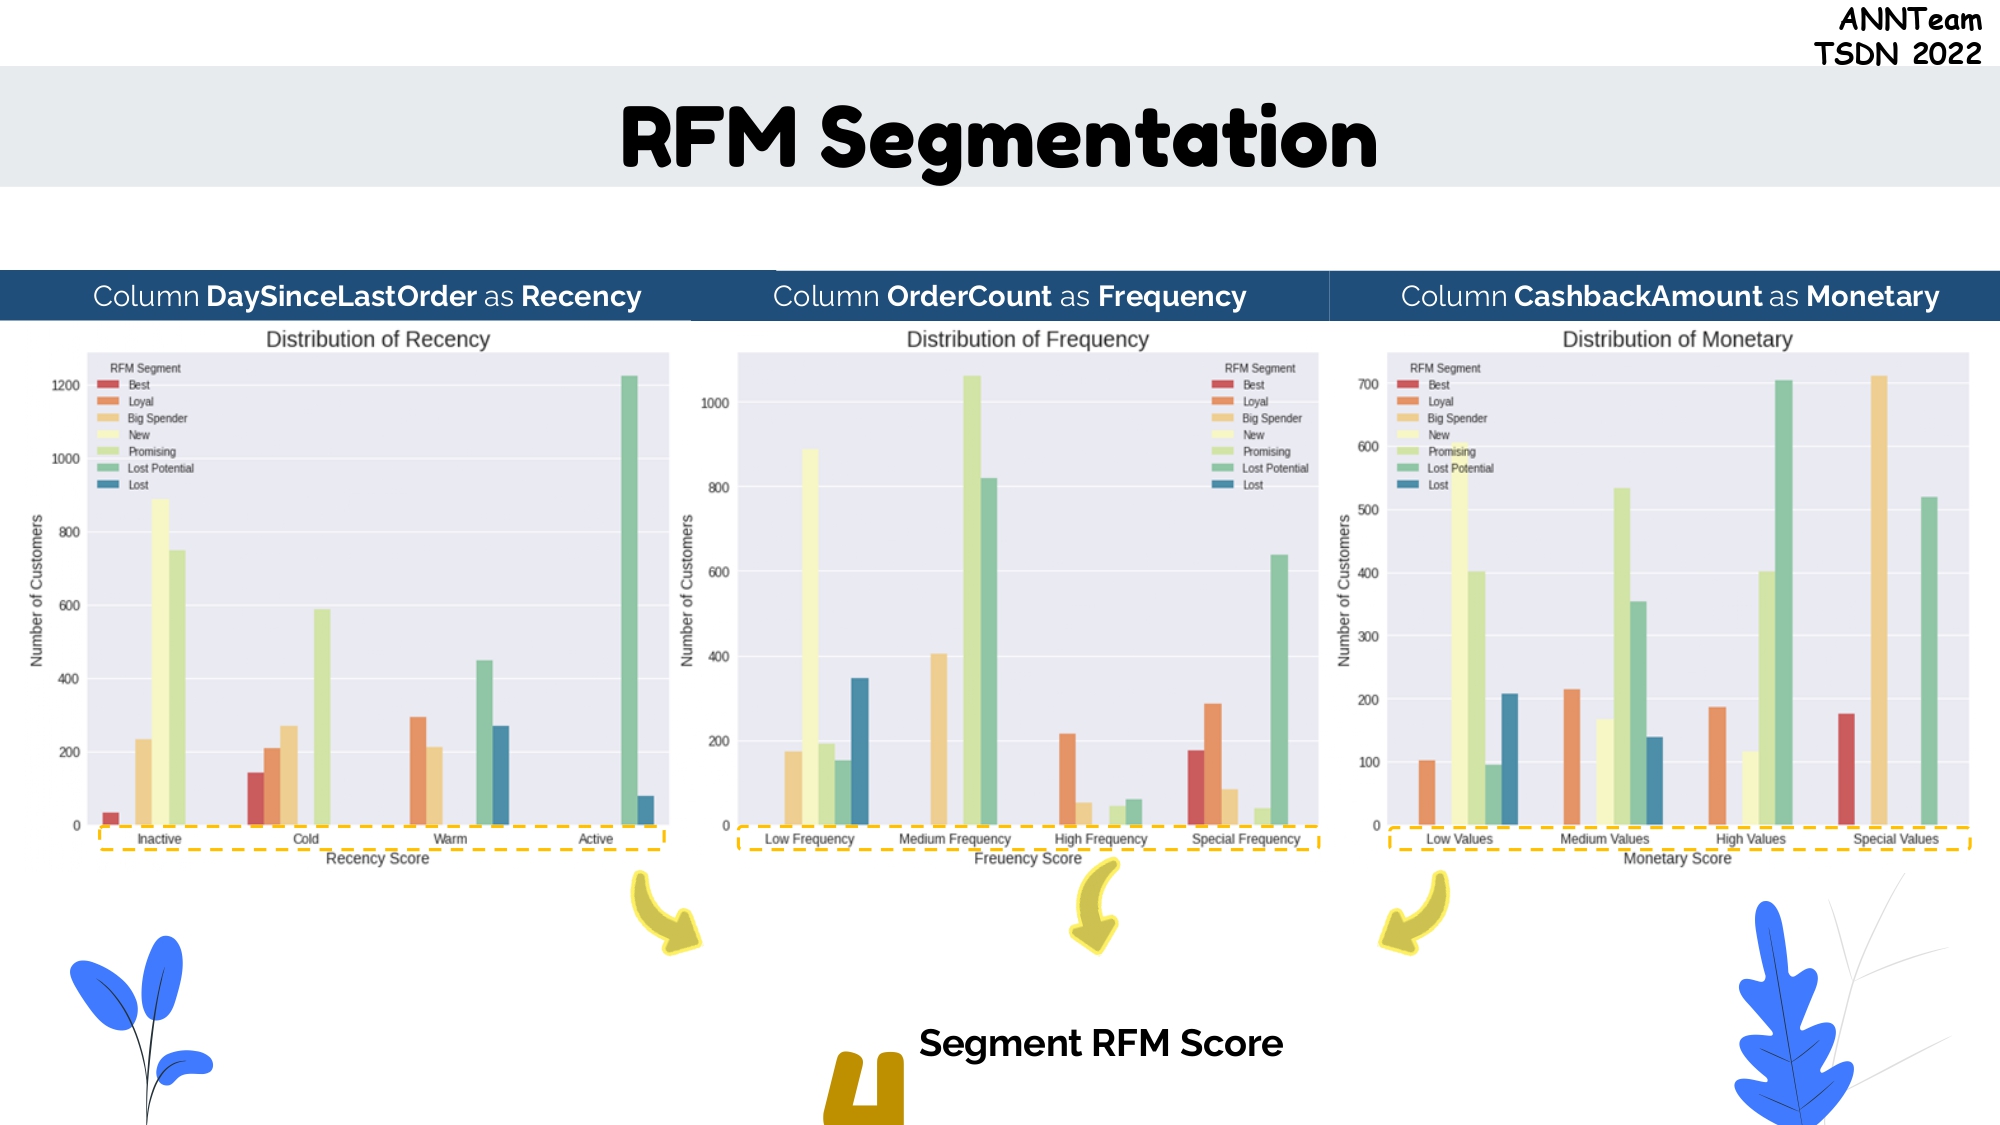 ANNTeam
TSDN 2022
RFM Segmentation
Column DaySinceLastOrder as Recency
Column OrderCount as Frequency
Column CashbackAmount as Monetary
Distribution of Recency
RFM Segment
Best
Loyal
Big Spender
New
Promising
Lost Potential
Lost
1200
1000
800
600
400
200
0
Number of Customers
Inactive
Cold
Warm
Active
Recency Score
Distribution of Frequency
RFM Segment
Best
Loyal
Big Spender
New
Promising
Lost Potential
Lost
1000
800
600
400
200
0
Number of Customers
Low Frequency
Medium Frequency
High Frequency
Special Frequency
Freuency Score
Distribution of Monetary
RFM Segment
Best
Loyal
Big Spender
New
Promising
Lost Potential
Lost
700
600
500
400
300
200
100
0
Number of Customers
Low Values
Medium Values
High Values
Special Values
Monetary Score
Segment RFM Score